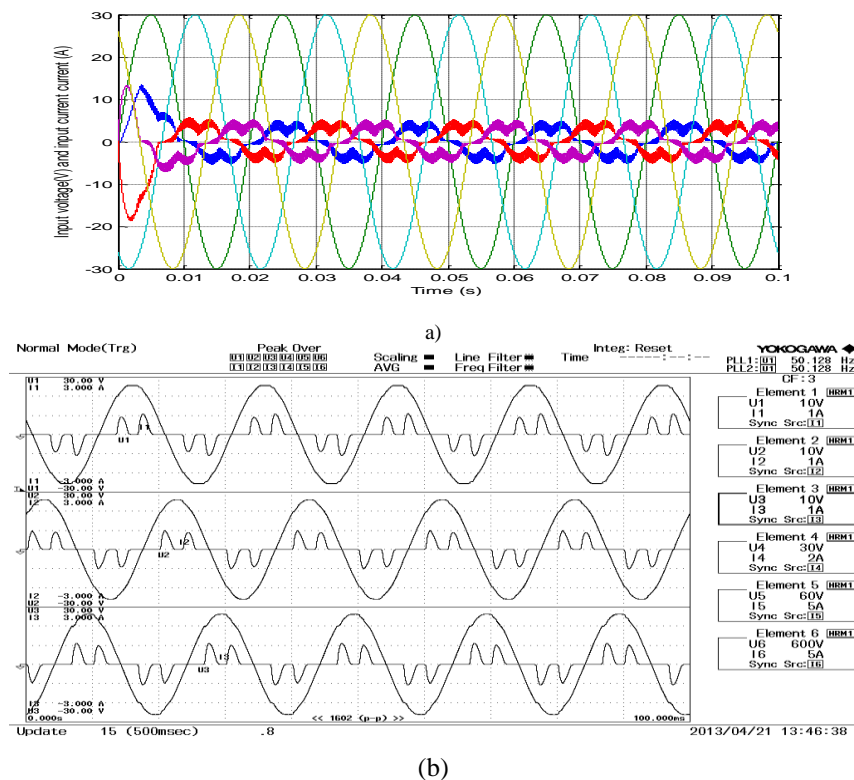 Input voltage(V) and input current current (A)
30
20
10
0
-10
-20
-30
0 0.01 0.02 0.03 0.04 0.05 0.06 0.07 0.08 0.09 0.1
Time (s)
a)
Normal Mode(Trg) Peak Over Scaling Line Filter Integ: Reset YOKOGAWA
U1 U2 U3 U4 U5 U6 AVG Freq Filter Time -----:--:-- PLL1: U1 50.128 Hz
I1 I2 I3 I4 I5 I6 PLL2: U1 50.128 Hz
CF:3
U1 30.00 V
I1 3.000 A
I1
U1
I1 -3.000 A
U1 -30.00 V
U2 30.00 V
I2 3.000 A
I2
U2
I2 -3.000 A
U2 -30.00 V
U3 30.00 V
I3 3.000 A
I3
U3
I3 -3.000 A
U3 -30.00 V
0.000s << 1602 (p-p) >> 100.000ms
Element 1 HRM1
U1 10V
I1 1A
Sync Src: I1
Element 2 HRM1
U2 10V
I2 1A
Sync Src: I2
Element 3 HRM1
U3 10V
I3 1A
Sync Src: I3
Element 4 HRM1
U4 30V
I4 2A
Sync Src: I4
Element 5 HRM1
U5 60V
I5 5A
Sync Src: I5
Element 6 HRM1
U6 600V
I6 5A
Sync Src: I6
Update 15 (500msec) .8 2013/04/21 13:46:38
(b)